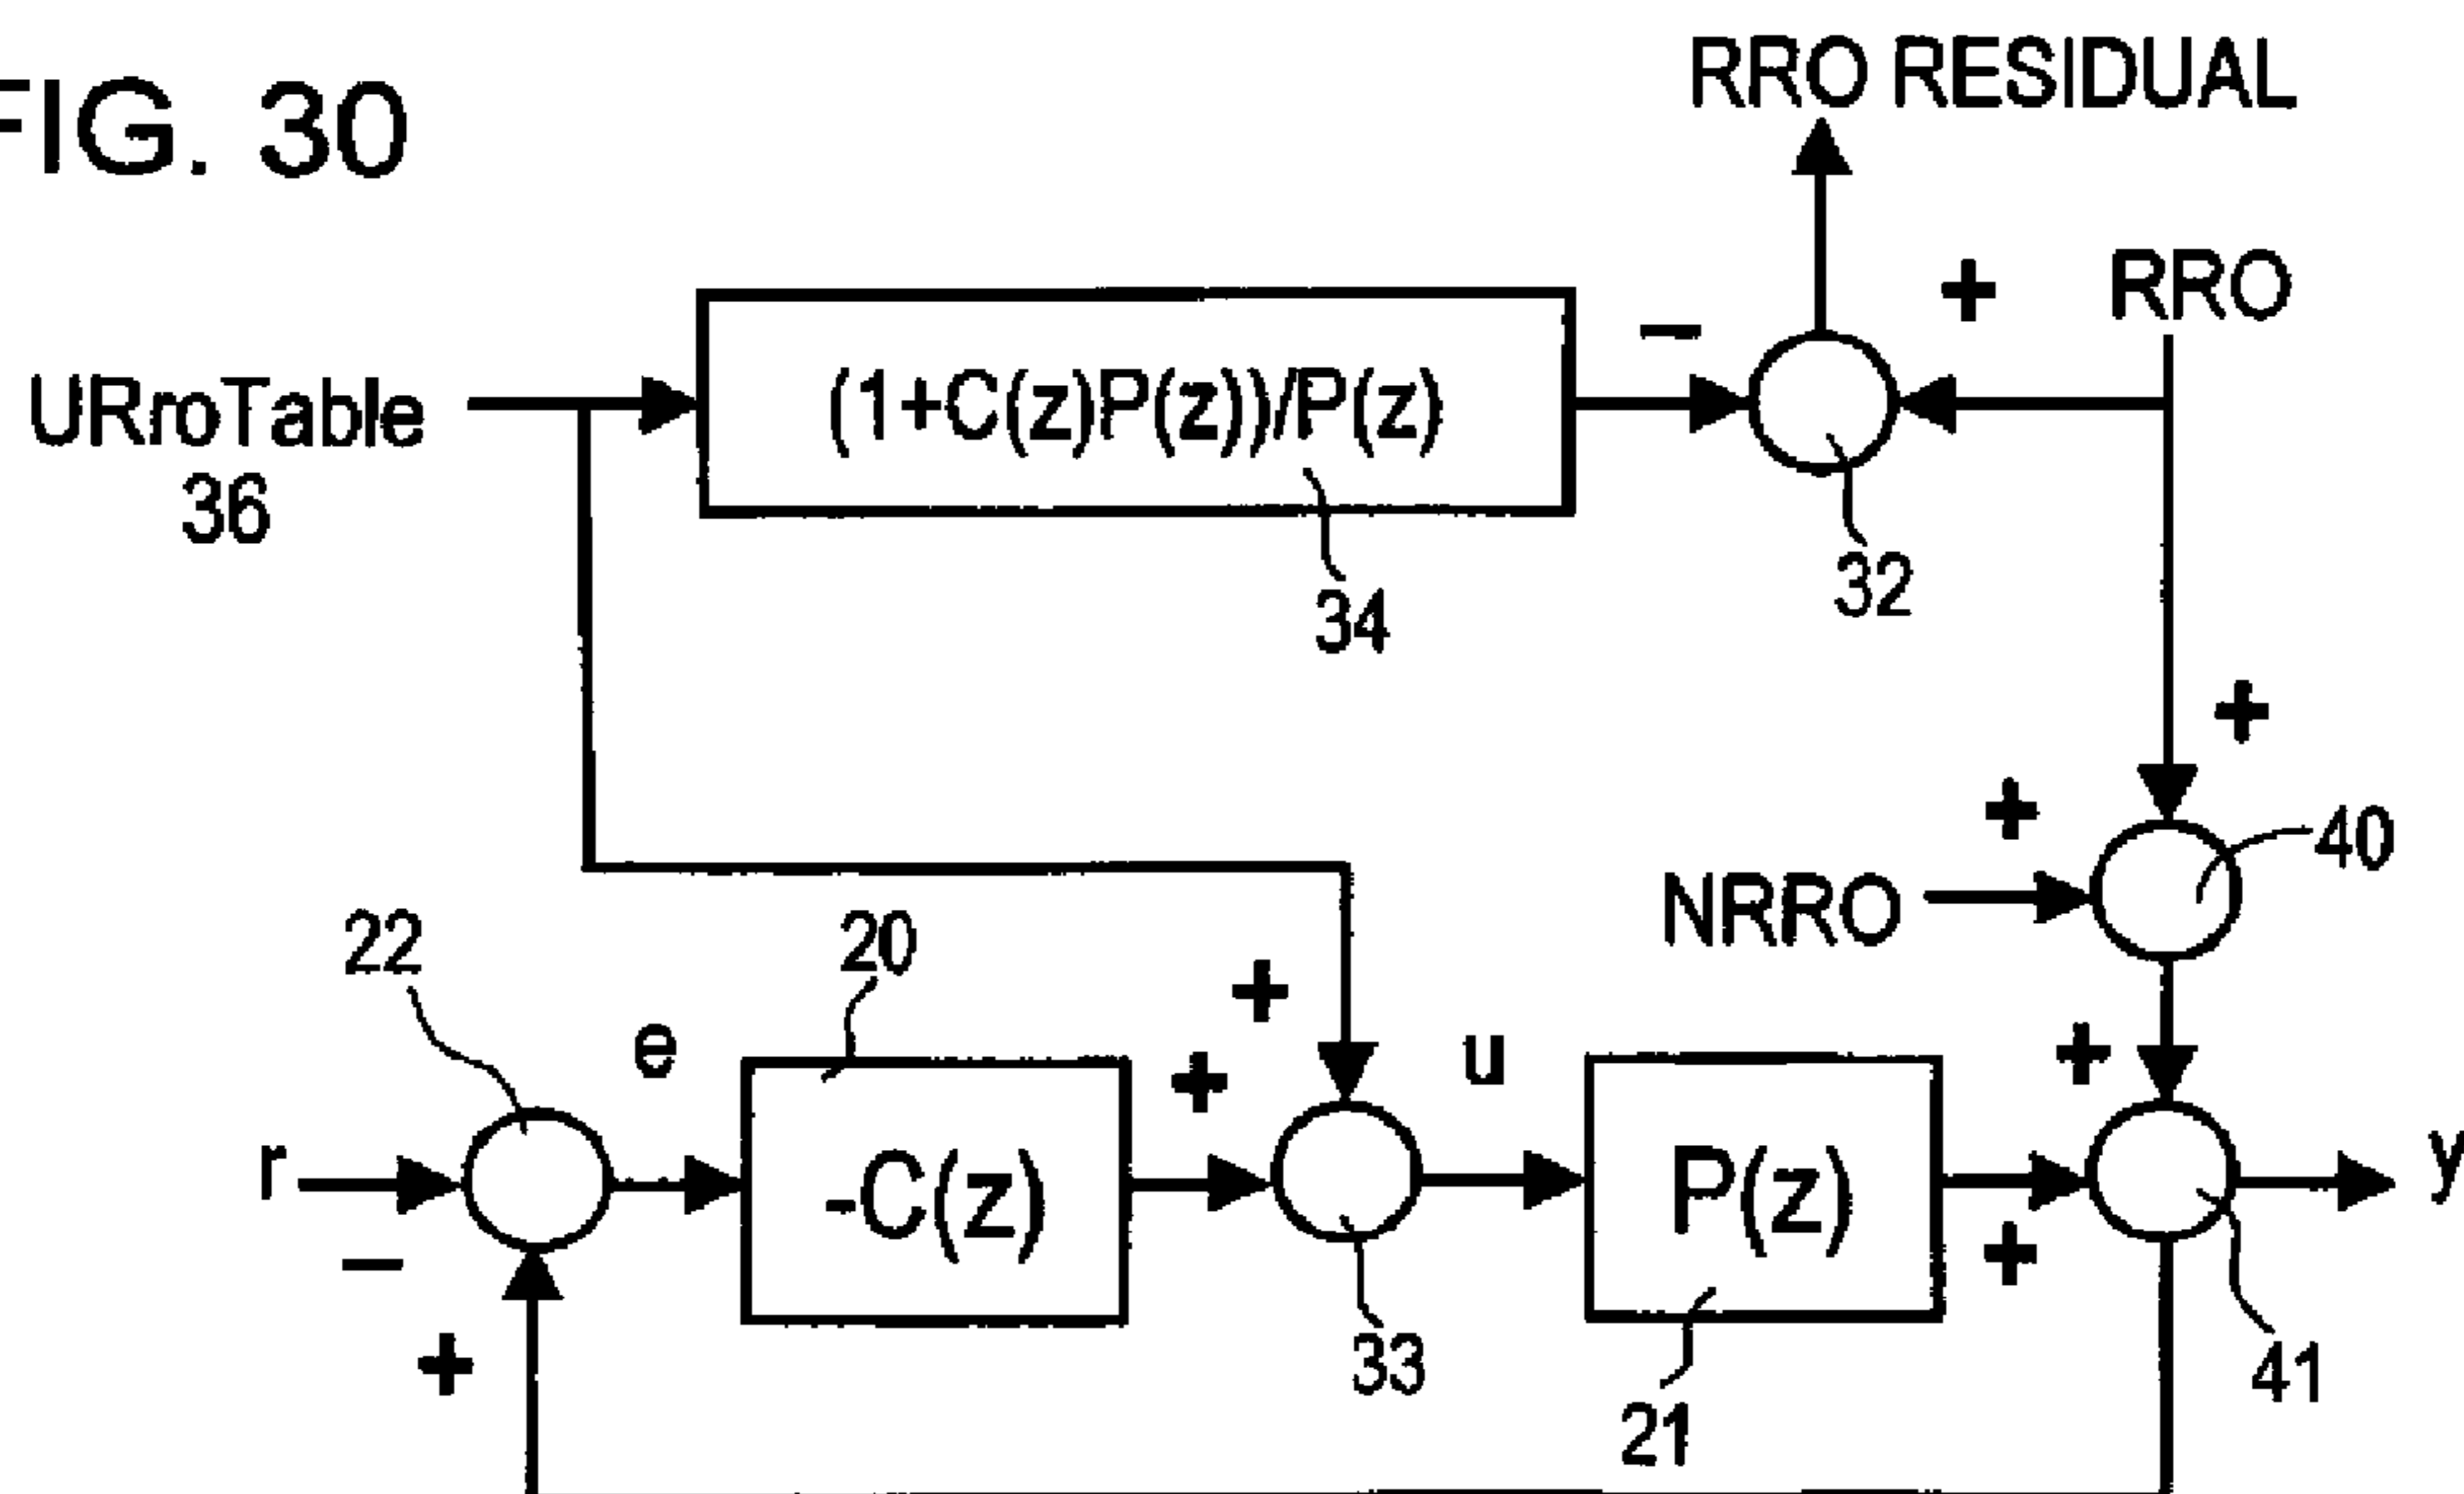 FIG. 30
RRO RESIDUAL
+
RRO
−
URroTable
36
(1+C(z)P(z))/P(z)
34
32
+
+
40
NRRO
22
20
+
e
+
u
+
r
-C(z)
P(z)
y
−
+
+
33
21
41